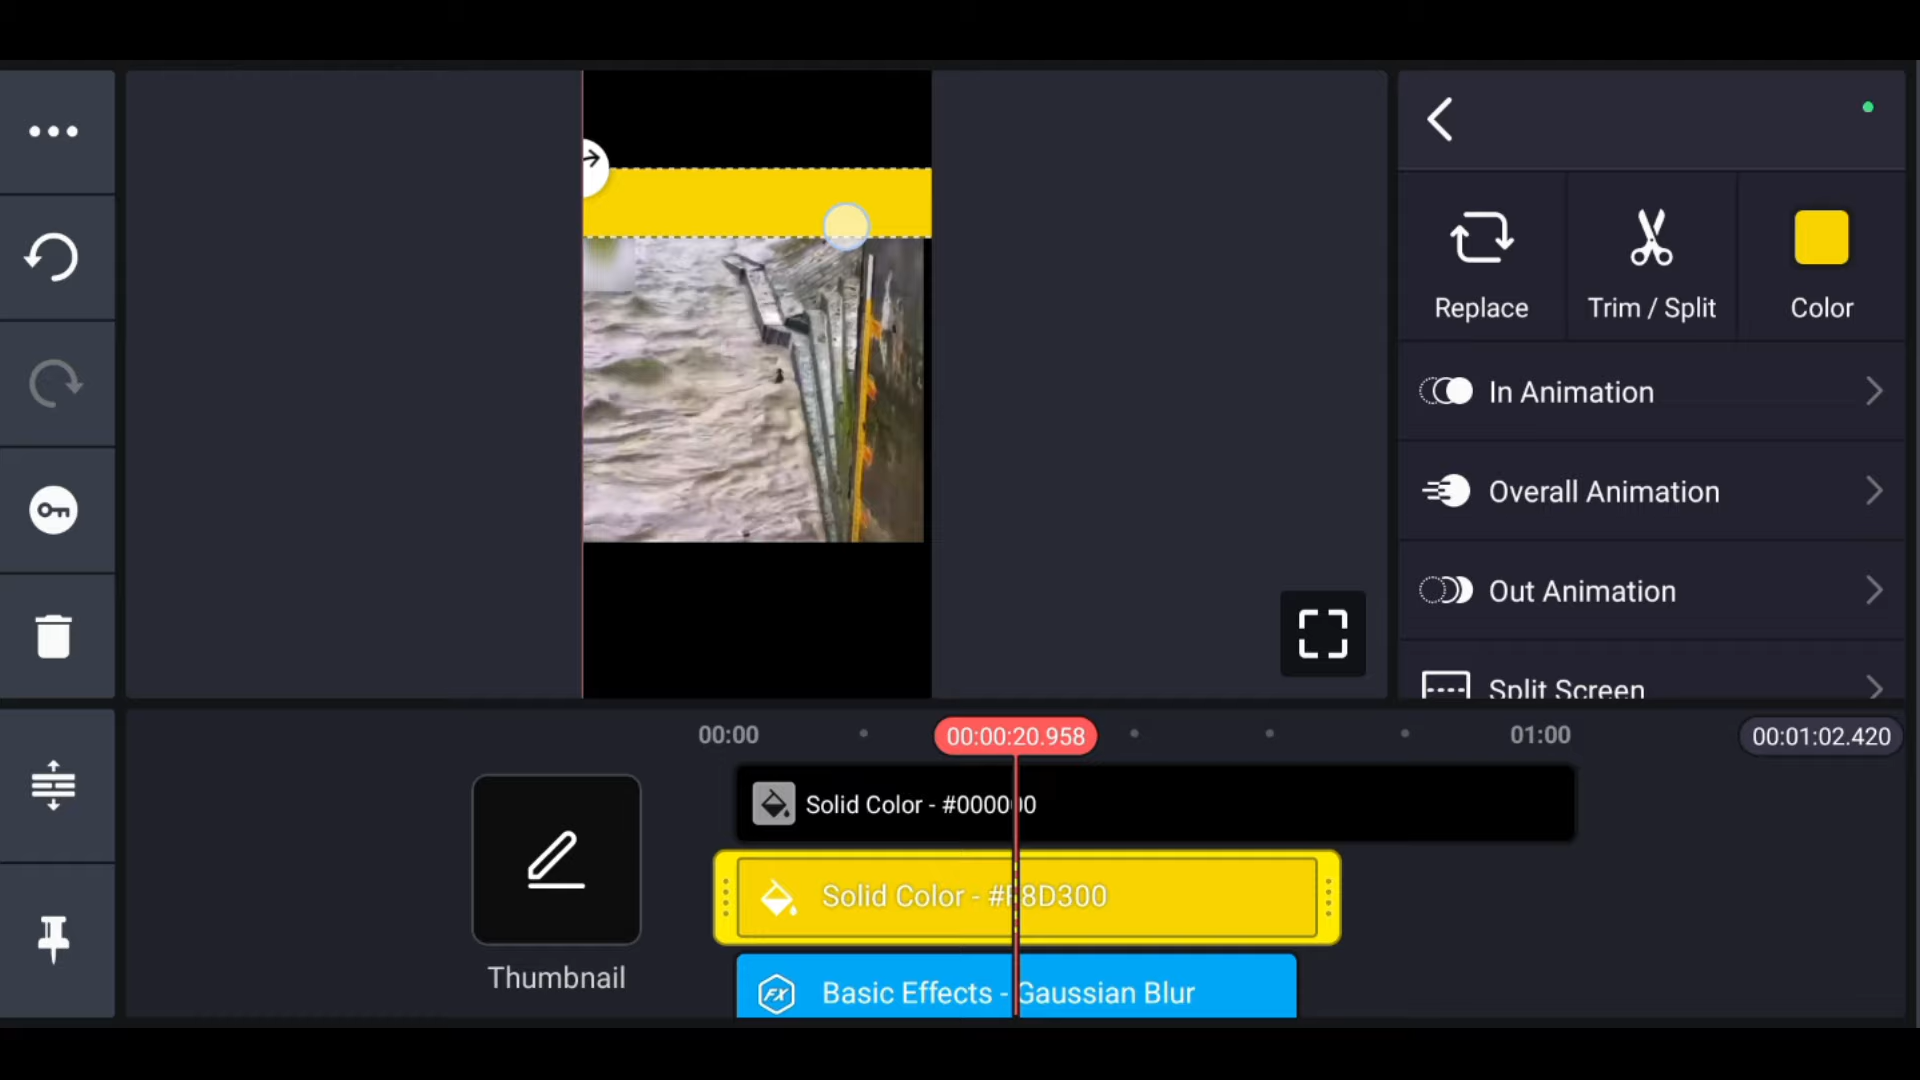 Replace
Trim / Split
Color
In Animation
Overall Animation
Out Animation
Split Screen
00:00
00:00:20.958
01:00
00:01:02.420
Solid Color - #000000
Solid Color - #F8D300
FX
Basic Effects - Gaussian Blur
Thumbnail